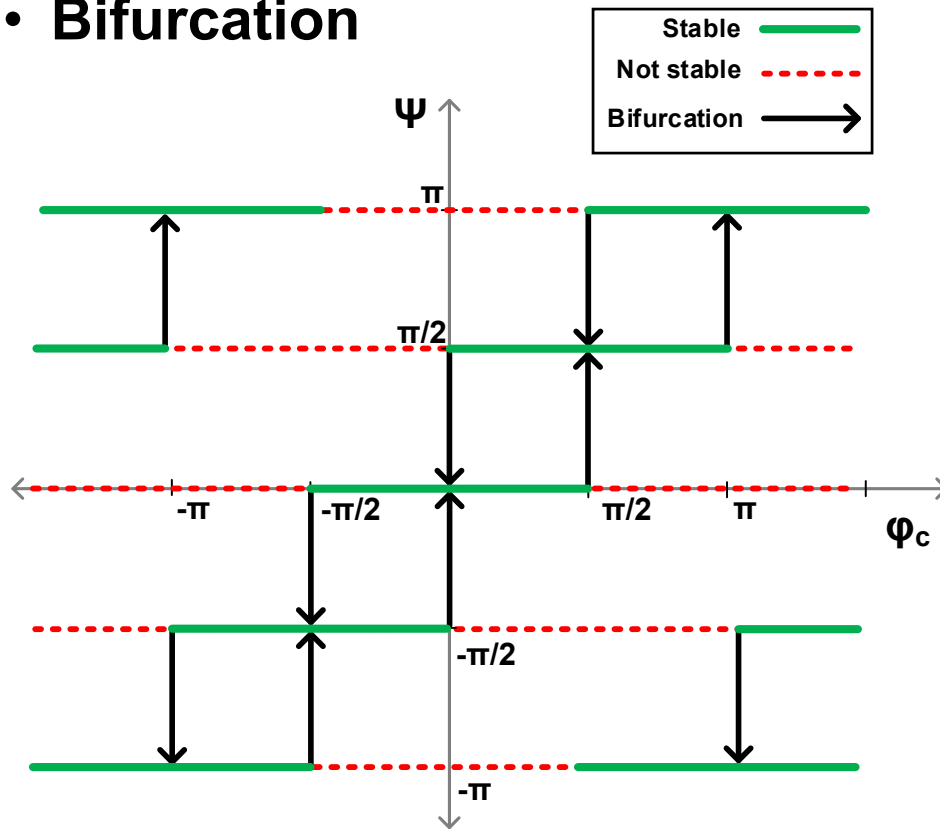 • Bifurcation
Stable
Not stable
Bifurcation
Ψ
π
π/2
-π
-π/2
π/2
π
φc
-π/2
-π